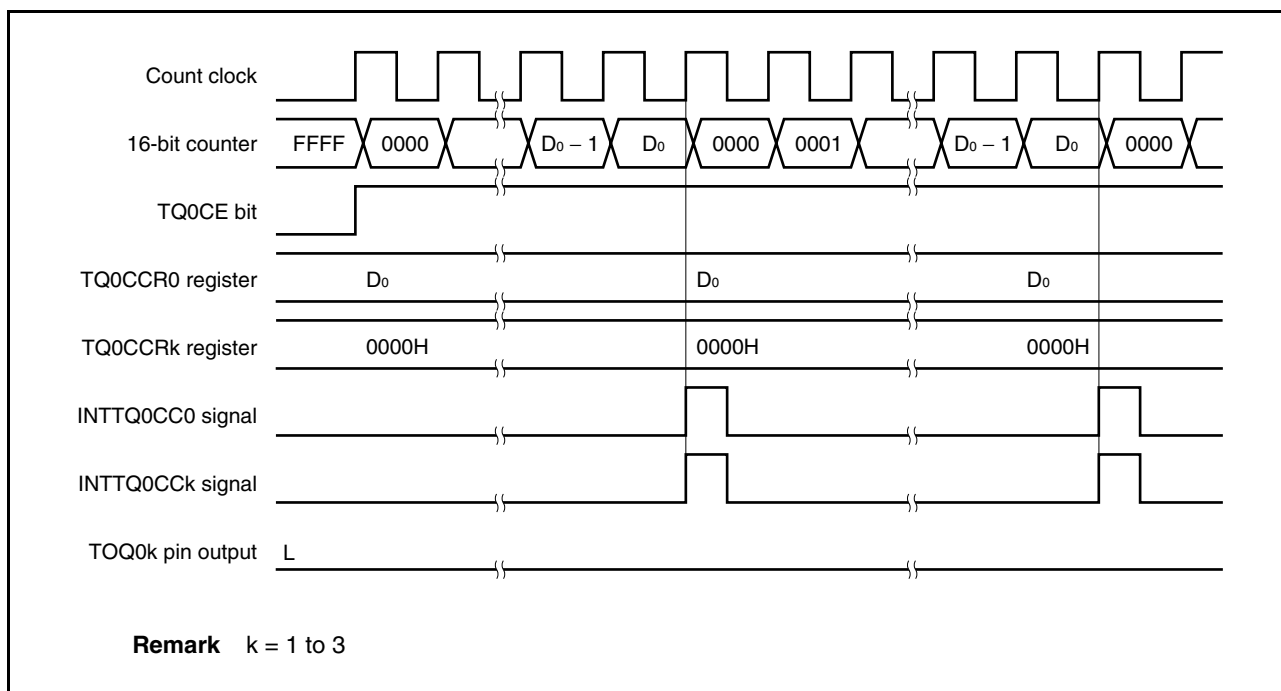 Count clock
16-bit counter FFFF 0000 D₀ − 1 D₀ 0000 0001 D₀ − 1 D₀ 0000
TQ0CE bit
TQ0CCR0 register D₀ D₀ D₀
TQ0CCRk register 0000H 0000H 0000H
INTTQ0CC0 signal
INTTQ0CCk signal
TOQ0k pin output L
Remark k = 1 to 3